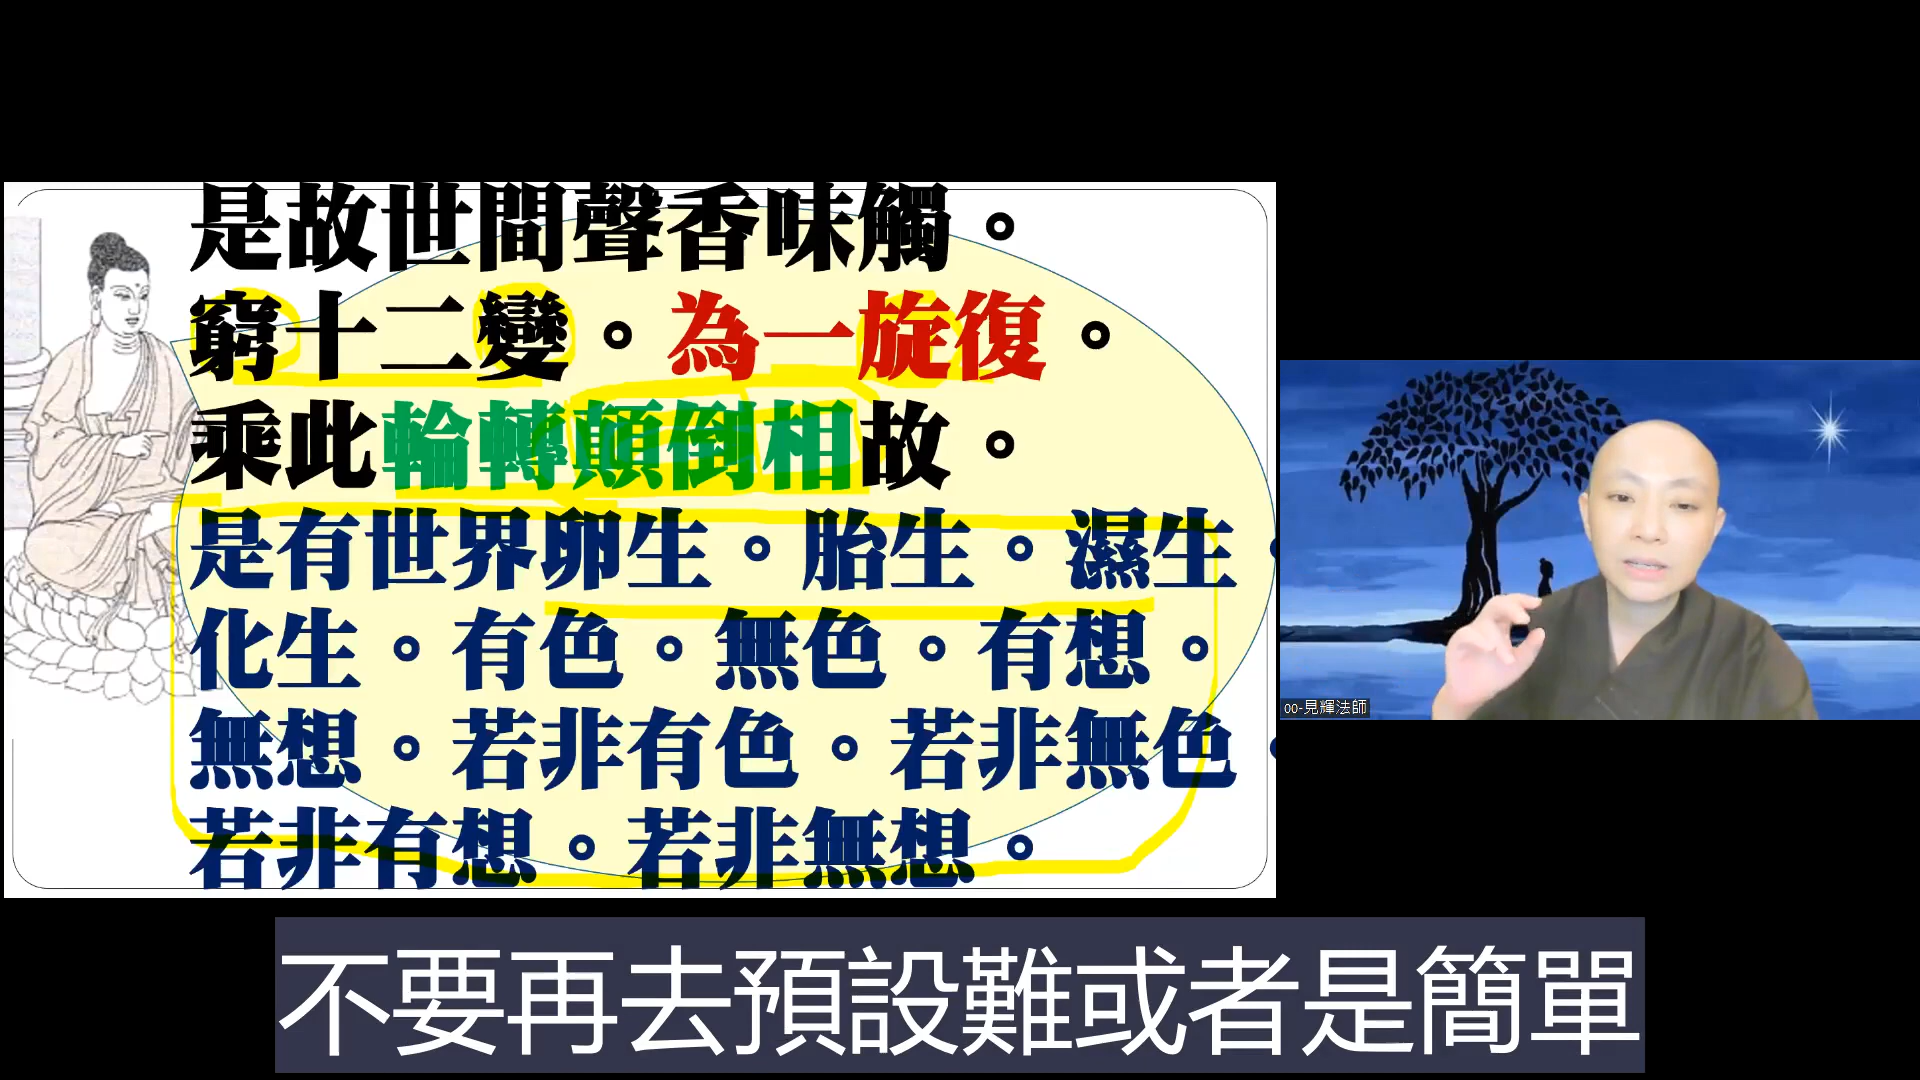 是故世間聲香味觸。
窮十二變。為一旋復。
乘此輪轉顛倒相故。
是有世界卵生。胎生。濕生。
化生。有色。無色。有想。
無想。若非有色。若非無色。
若非有想。若非無想。
00-見輝法師
不要再去預設難或者是簡單